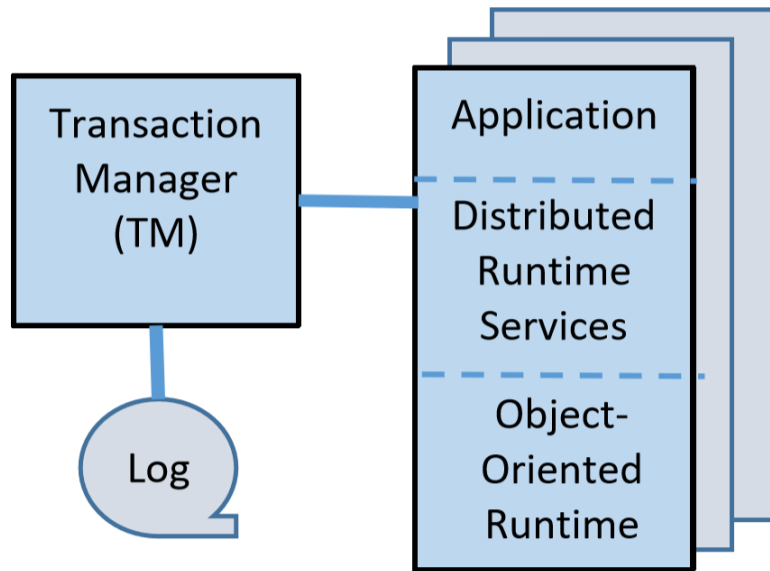 Transaction
Manager
(TM)
Log
Application
Distributed
Runtime
Services
Object-
Oriented
Runtime